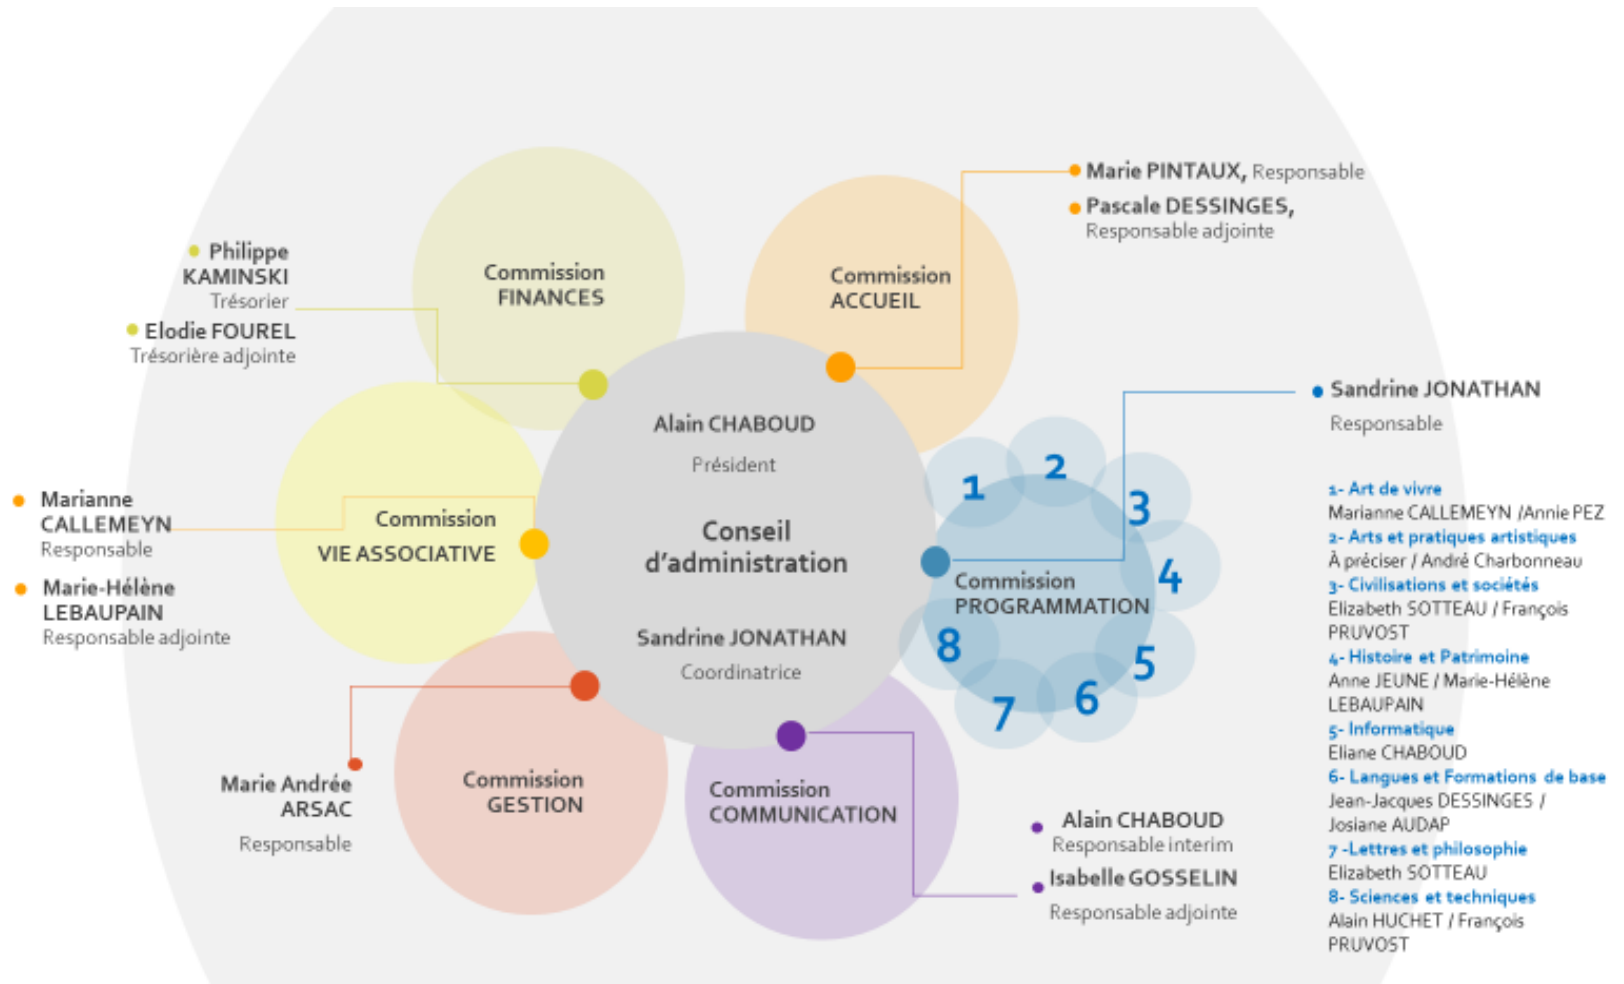 Philippe
KAMINSKI
Trésorier
Elodie FOUREL
Trésorière adjointe
Commission
FINANCES
Commission
ACCUEIL
Marie PINTAUX, Responsable
Pascale DESSINGES,
Responsable adjointe
Marianne
CALLEMEYN
Responsable
Marie-Hélène
LEBAUPAIN
Responsable adjointe
Commission
VIE ASSOCIATIVE
Alain CHABOUD
Président
Conseil
d’administration
Sandrine JONATHAN
Coordinatrice
1
2
3
4
5
6
7
8
Commission
PROGRAMMATION
Sandrine JONATHAN
Responsable
1- Art de vivre
Marianne CALLEMEYN /Annie PEZ
2- Arts et pratiques artistiques
À préciser / André Charbonneau
3- Civilisations et sociétés
Elizabeth SOTTEAU / François
PRUVOST
4- Histoire et Patrimoine
Anne JEUNE / Marie-Hélène
LEBAUPAIN
5- Informatique
Eliane CHABOUD
6- Langues et Formations de base
Jean-Jacques DESSINGES /
Josiane AUDAP
7 -Lettres et philosophie
Elizabeth SOTTEAU
8- Sciences et techniques
Alain HUCHET / François
PRUVOST
Marie Andrée
ARSAC
Responsable
Commission
GESTION
Commission
COMMUNICATION
Alain CHABOUD
Responsable interim
Isabelle GOSSELIN
Responsable adjointe